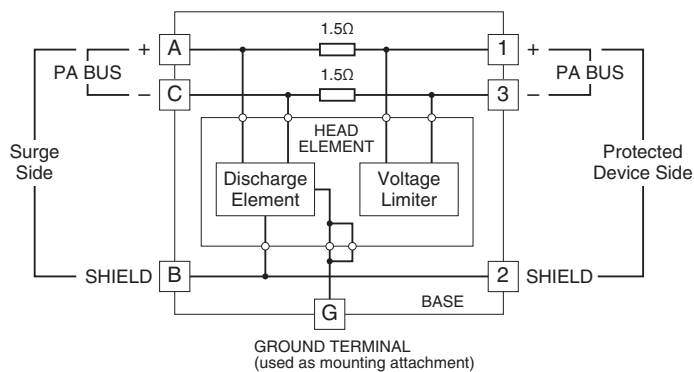 1.5Ω
+ A 1 +
PA BUS
1.5Ω
PA BUS
– C 3 –
HEAD
ELEMENT
Surge
Side
Discharge
Element
Voltage
Limiter
Protected
Device Side
SHIELD B 2 SHIELD
BASE
G
GROUND TERMINAL
(used as mounting attachment)